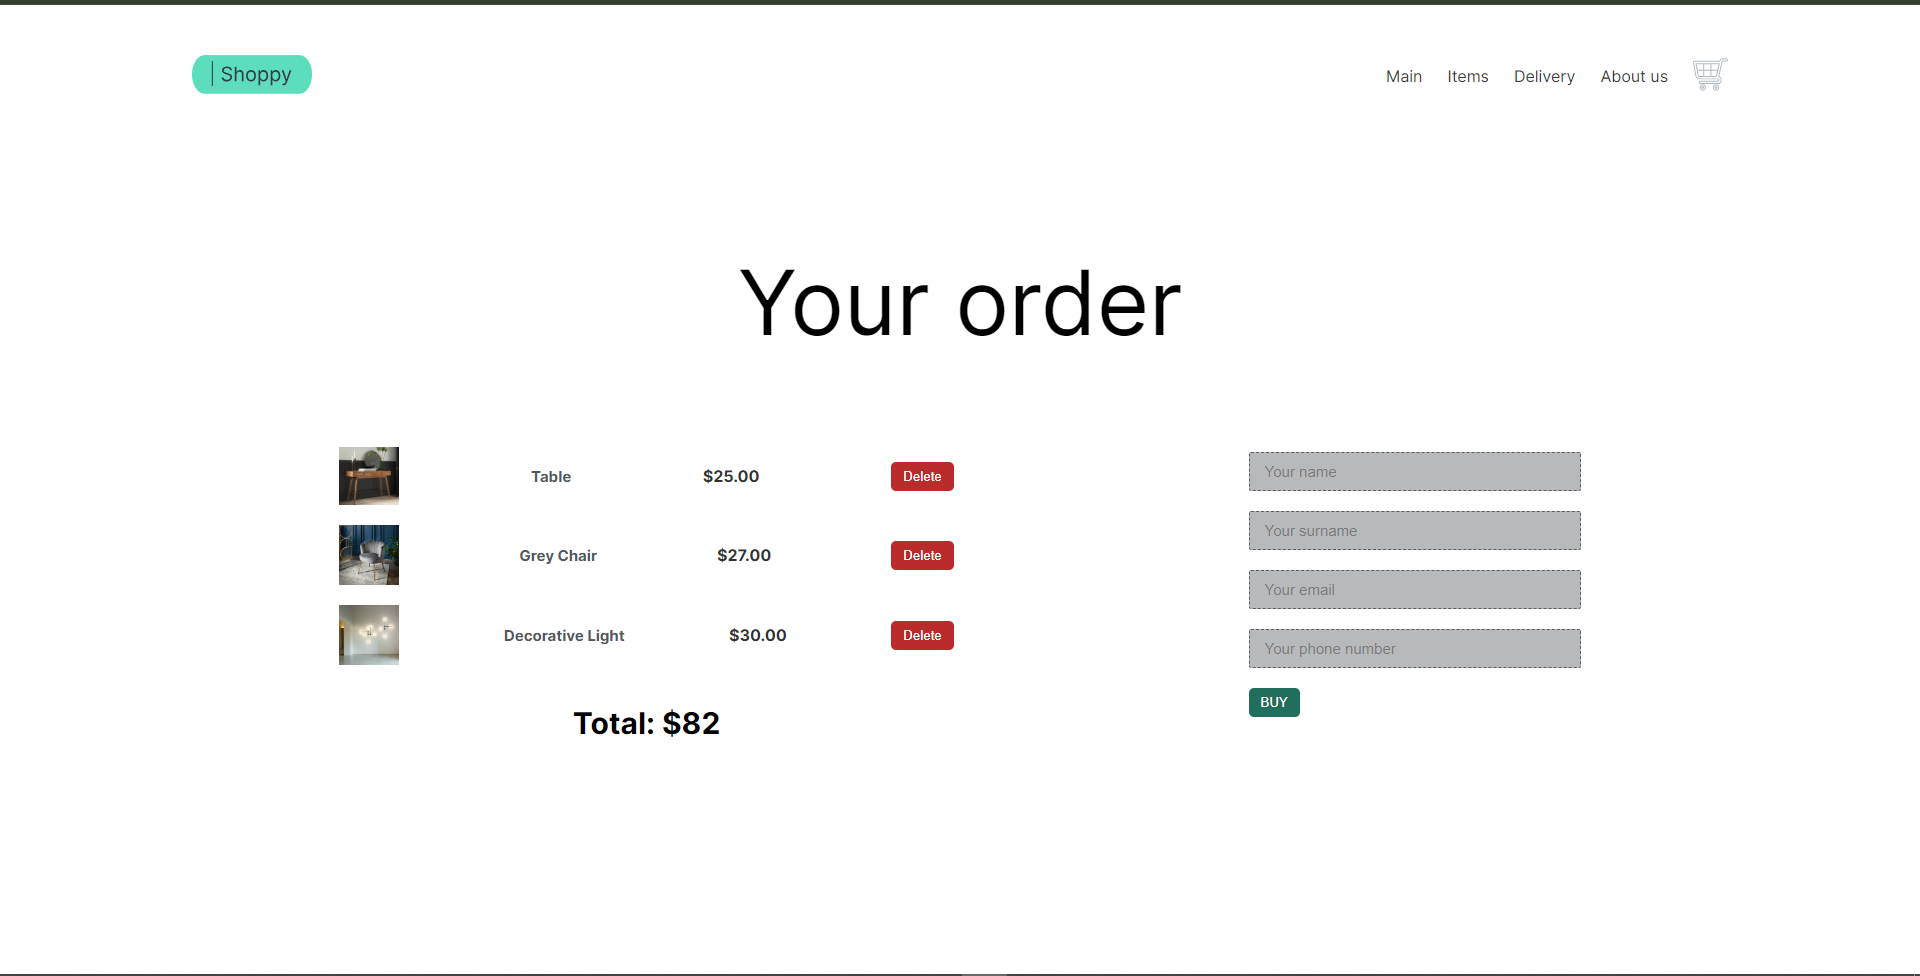 | Shoppy
Main Items Delivery About us
Your order
Table $25.00 Delete
Grey Chair $27.00 Delete
Decorative Light $30.00 Delete
Total: $82
Your name
Your surname
Your email
Your phone number
BUY